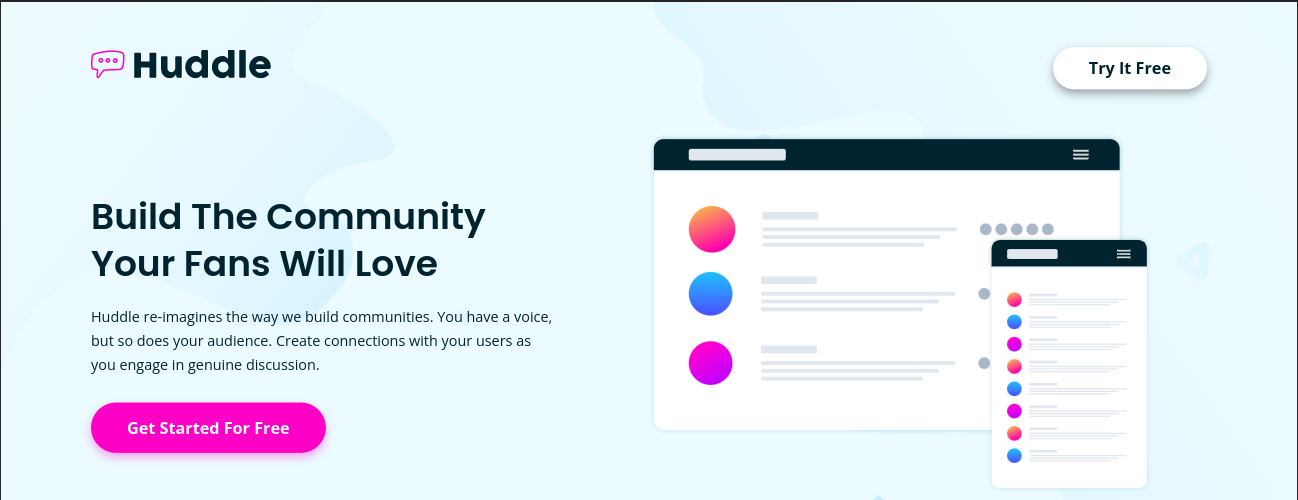 Huddle
Try It Free
Build The Community
Your Fans Will Love
Huddle re-imagines the way we build communities. You have a voice,
but so does your audience. Create connections with your users as
you engage in genuine discussion.
Get Started For Free